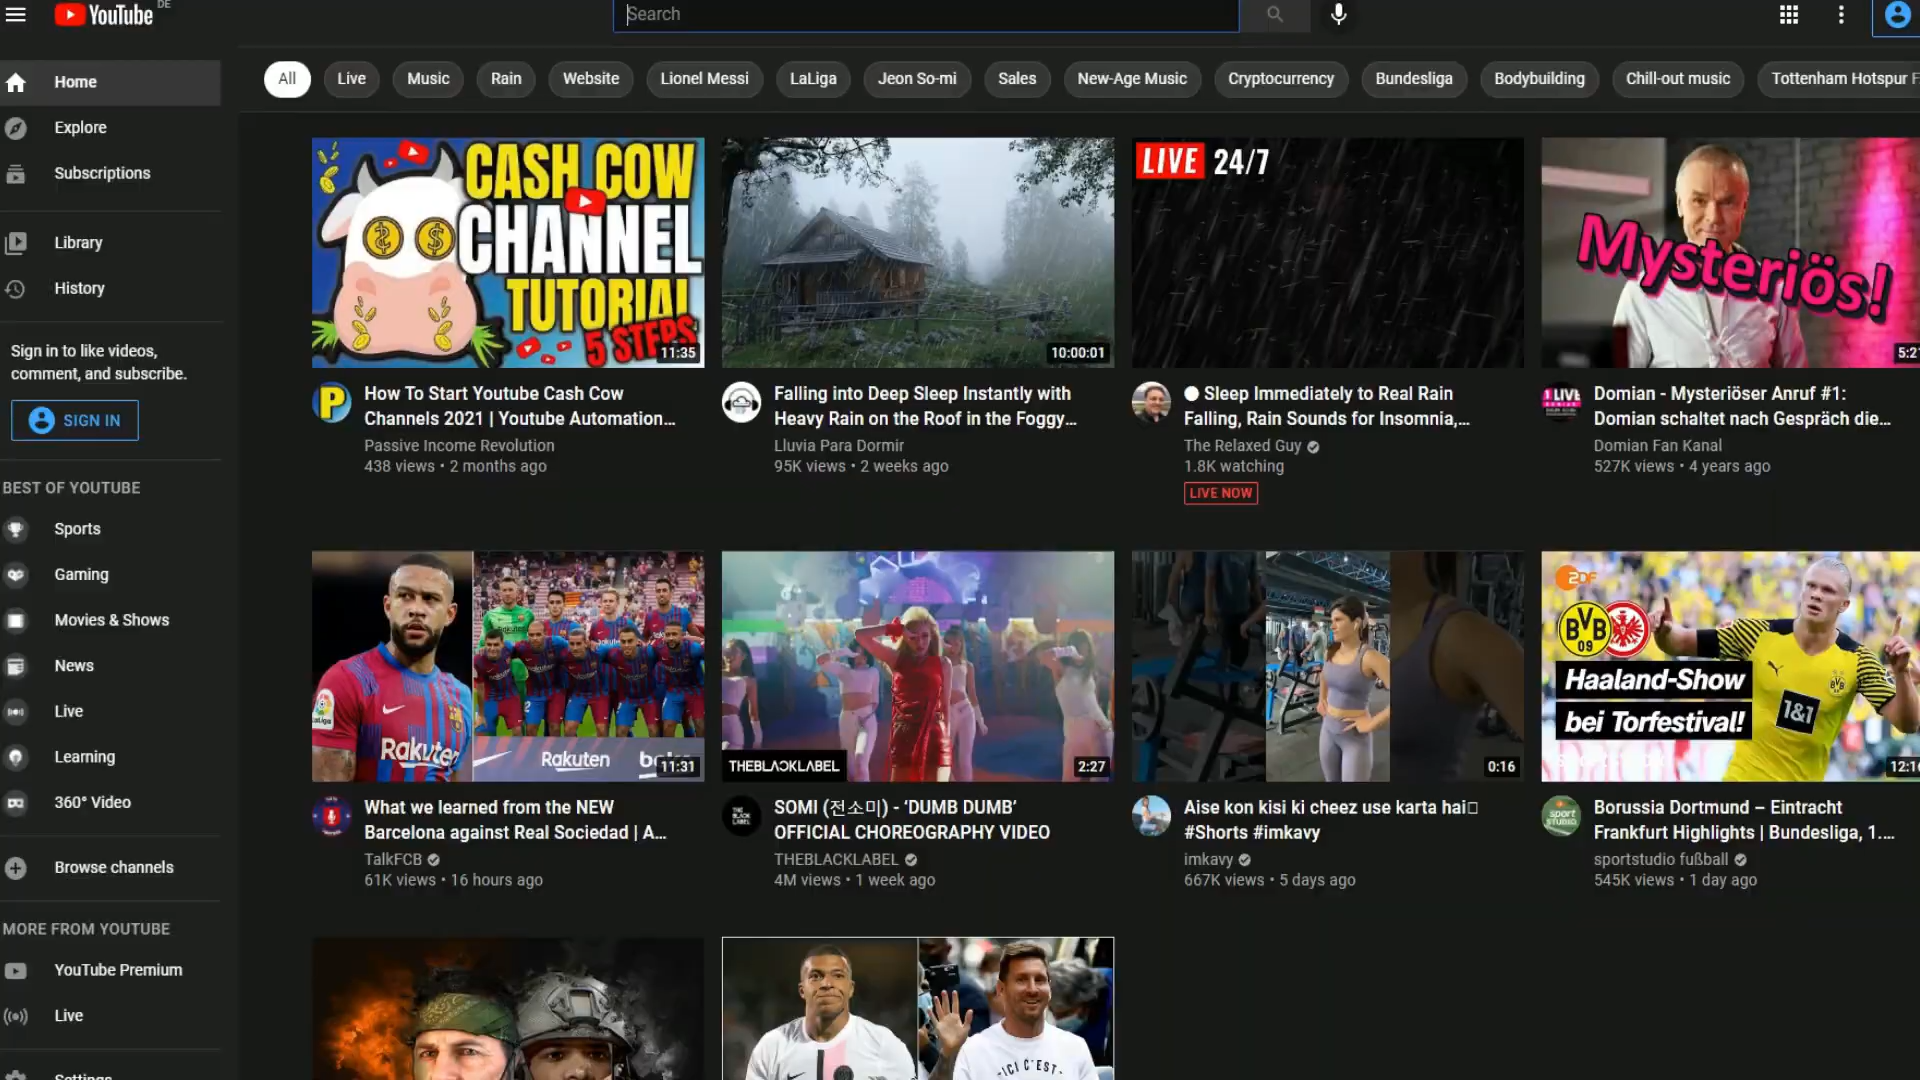 YouTube DE
Search
Home
Explore
Subscriptions
Library
History
Sign in to like videos,
comment, and subscribe.
SIGN IN
BEST OF YOUTUBE
Sports
Gaming
Movies & Shows
News
Live
Learning
360° Video
Browse channels
MORE FROM YOUTUBE
YouTube Premium
Live
Settings
All
Live
Music
Rain
Website
Lionel Messi
LaLiga
Jeon So-mi
Sales
New-Age Music
Cryptocurrency
Bundesliga
Bodybuilding
Chill-out music
Tottenham Hotspur F
CASH COW
CHANNEL
TUTORIAL
5 STEPS
11:35
How To Start Youtube Cash Cow
Channels 2021 | Youtube Automation...
Passive Income Revolution
438 views • 2 months ago
10:00:01
Falling into Deep Sleep Instantly with
Heavy Rain on the Roof in the Foggy...
Lluvia Para Dormir
95K views • 2 weeks ago
LIVE 24/7
Sleep Immediately to Real Rain
Falling, Rain Sounds for Insomnia,...
The Relaxed Guy
1.8K watching
LIVE NOW
Mysteriös!
5:21
1 LIVE
Domian - Mysteriöser Anruf #1:
Domian schaltet nach Gespräch die...
Domian Fan Kanal
527K views • 4 years ago
Rakuten
Rakuten
11:31
What we learned from the NEW
Barcelona against Real Sociedad | A...
TalkFCB
61K views • 16 hours ago
THEBLACKLABEL
2:27
SOMI (전소미) - ‘DUMB DUMB’
OFFICIAL CHOREOGRAPHY VIDEO
THEBLACKLABEL
4M views • 1 week ago
0:16
Aise kon kisi ki cheez use karta hai
#Shorts #imkavy
imkavy
667K views • 5 days ago
ZDF
BVB
09
Haaland-Show
bei Torfestival!
1&1
12:16
sport
STUDIO
Borussia Dortmund – Eintracht
Frankfurt Highlights | Bundesliga, 1....
sportstudio fußball
545K views • 1 day ago
ICI C'EST